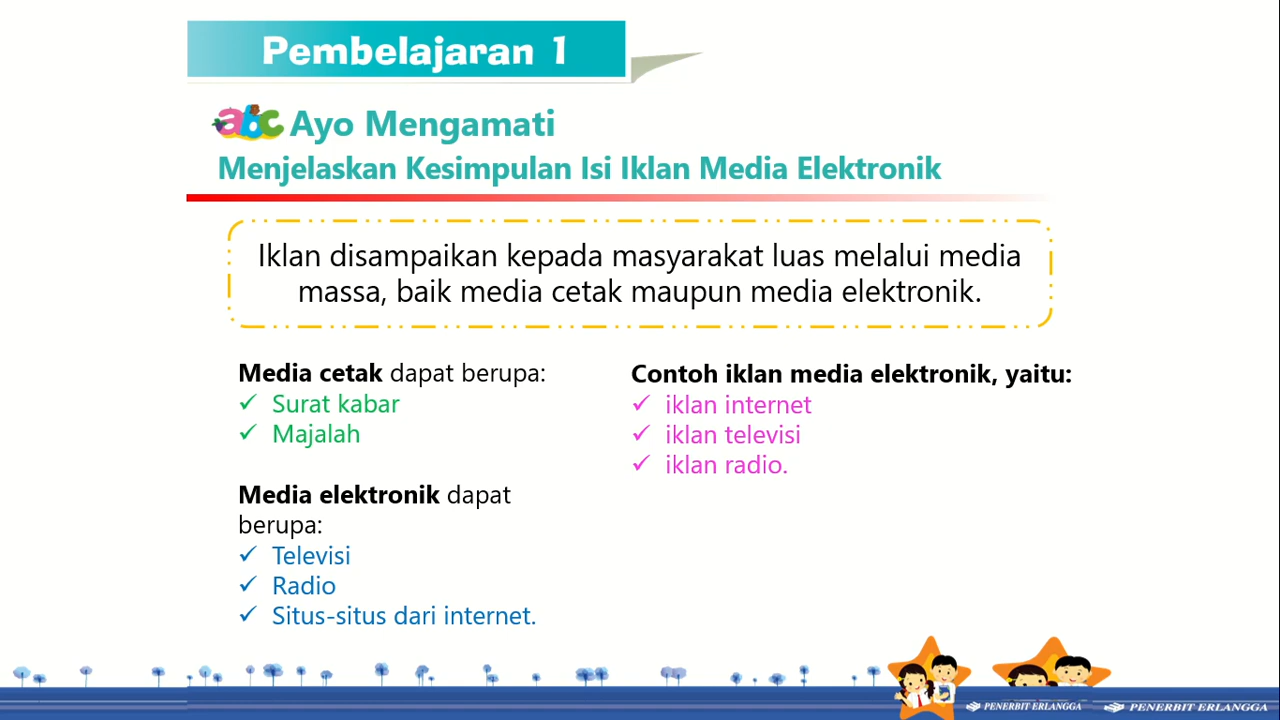 Pembelajaran 1
abc Ayo Mengamati
Menjelaskan Kesimpulan Isi Iklan Media Elektronik
Iklan disampaikan kepada masyarakat luas melalui media
massa, baik media cetak maupun media elektronik.
Media cetak dapat berupa:
✓ Surat kabar
✓ Majalah
Media elektronik dapat
berupa:
✓ Televisi
✓ Radio
✓ Situs-situs dari internet.
Contoh iklan media elektronik, yaitu:
✓ iklan internet
✓ iklan televisi
✓ iklan radio.
PENERBIT ERLANGGA
PENERBIT ERLANGGA